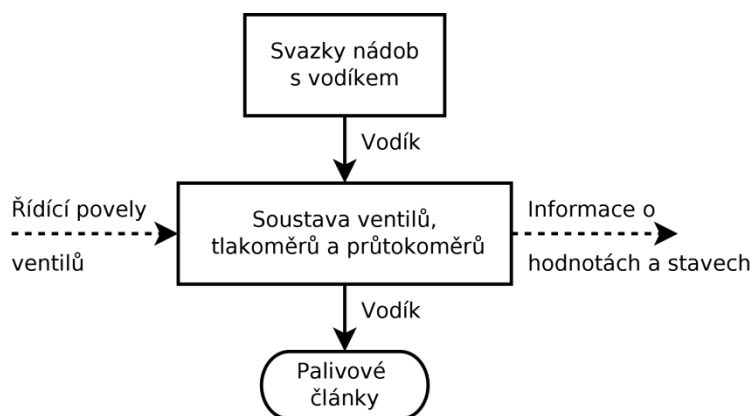 Svazky nádob
s vodíkem
Vodík
Řídící povely
ventilů
Soustava ventilů,
tlakoměrů a průtokoměrů
Informace o
hodnotách a stavech
Vodík
Palivové
články